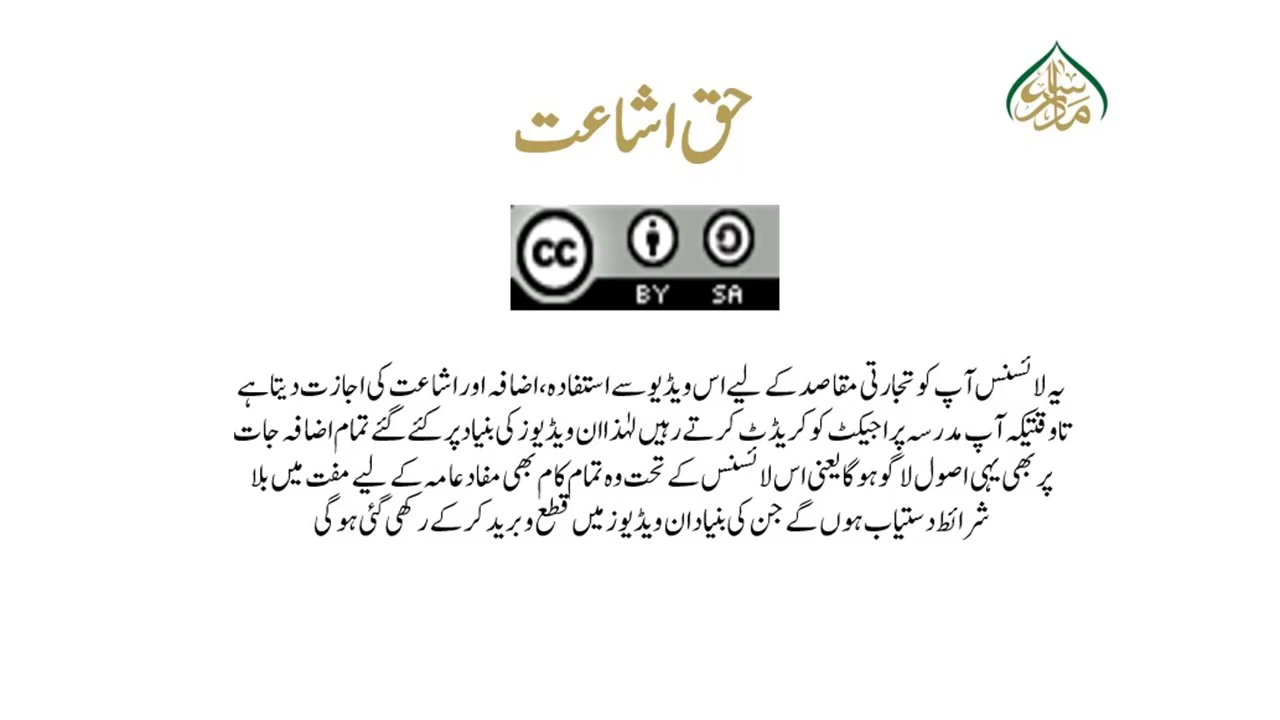 حق اشاعت
مدرسہ
CC BY SA
یہ لائسنس آپ کو تجارتی مقاصد کے لیے اس ویڈیو سے استفادہ، اضافہ اور اشاعت کی اجازت دیتا ہے
تاوقتیکہ آپ مدرسہ پراجیکٹ کو کریڈٹ کرتے رہیں لہٰذا ان ویڈیوز کی بنیاد پر کئے گئے تمام اضافہ جات
پر بھی یہی اصول لاگو ہوگا یعنی اس لائسنس کے تحت وہ تمام کام بھی مفاد عامہ کے لیے مفت میں بلا
شرائط دستیاب ہوں گے جن کی بنیاد ان ویڈیوز میں قطع و برید کر کے رکھی گئی ہوگی